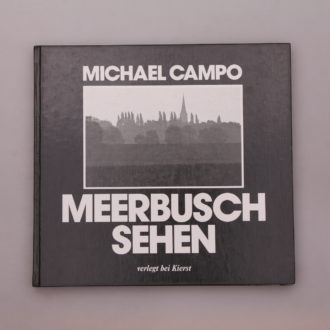 MICHAEL CAMPO
MEERBUSCH
SEHEN
verlegt bei Kierst